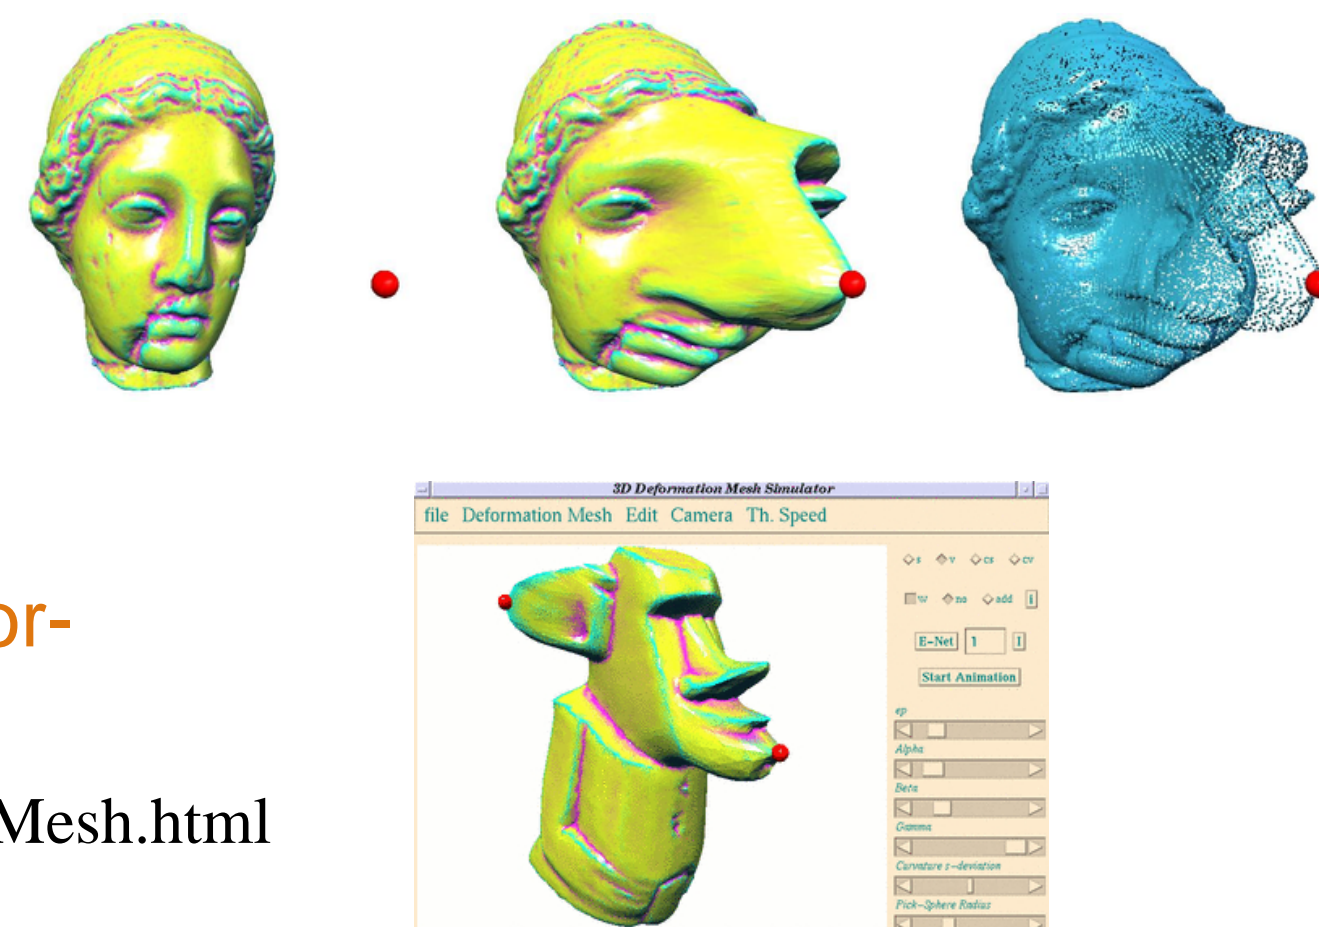 3D Deformation Mesh Simulator
file Deformation Mesh Edit Camera Th. Speed
s v cs cv
W no add i
E-Net 1 I
Start Animation
ep
Alpha
Beta
Gamma
Curvature s-deviation
Pick-Sphere Radius
or-
Mesh.html